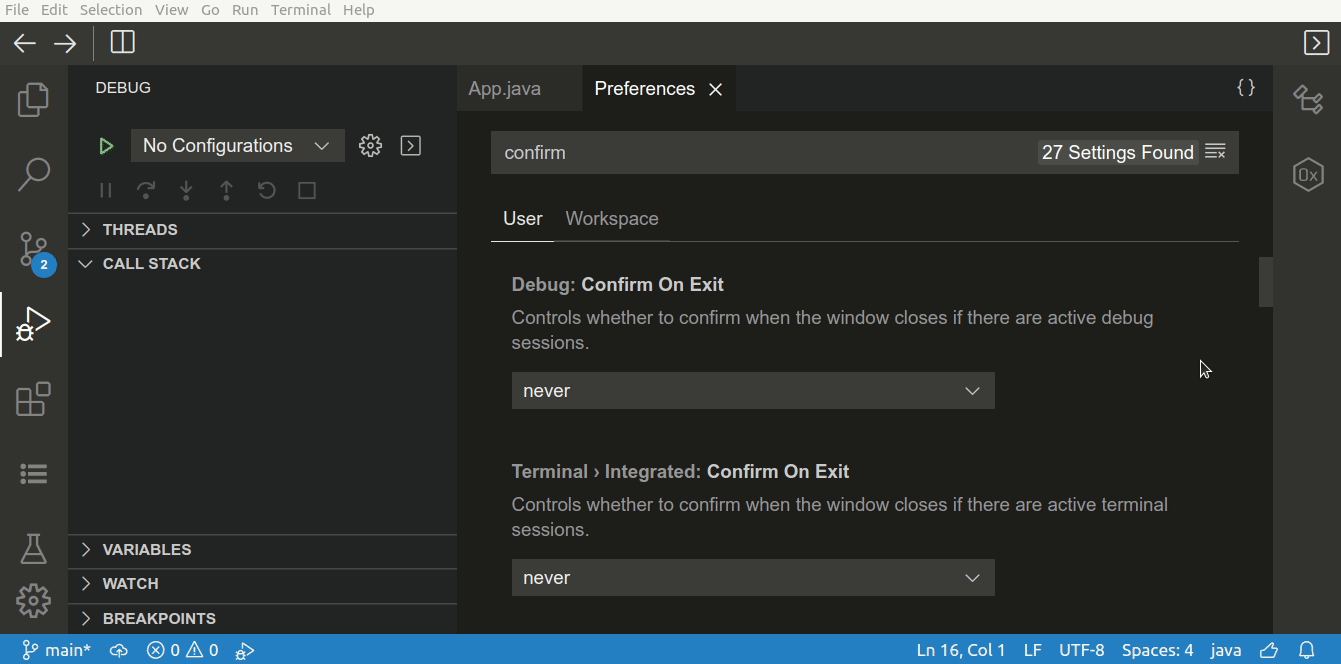 File Edit Selection View Go Run Terminal Help
DEBUG
No Configurations
THREADS
CALL STACK
VARIABLES
WATCH
BREAKPOINTS
2
App.java
Preferences
{}
confirm
27 Settings Found
User
Workspace
Debug: Confirm On Exit
Controls whether to confirm when the window closes if there are active debug
sessions.
never
Terminal › Integrated: Confirm On Exit
Controls whether to confirm when the window closes if there are active terminal
sessions.
never
0x
main*
0
0
Ln 16, Col 1
LF
UTF-8
Spaces: 4
java